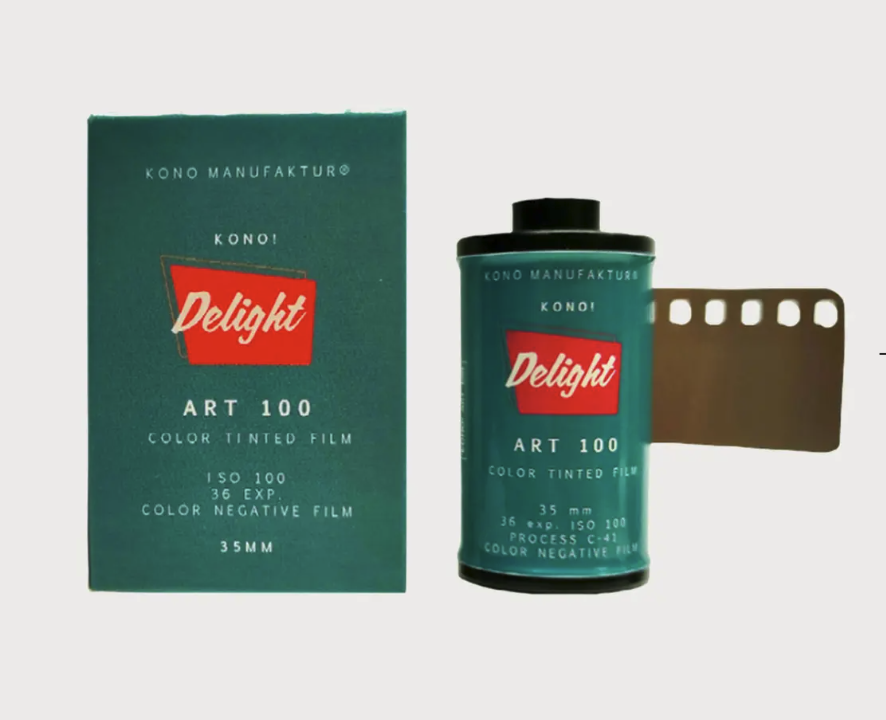 KONO MANUFAKTUR®
KONO!
Delight
ART 100
COLOR TINTED FILM
ISO 100
36 EXP.
COLOR NEGATIVE FILM
35MM
KONO MANUFAKTUR®
KONO!
Delight
ART 100
COLOR TINTED FILM
35 mm
36 exp. ISO 100
PROCESS C-41
COLOR NEGATIVE FILM